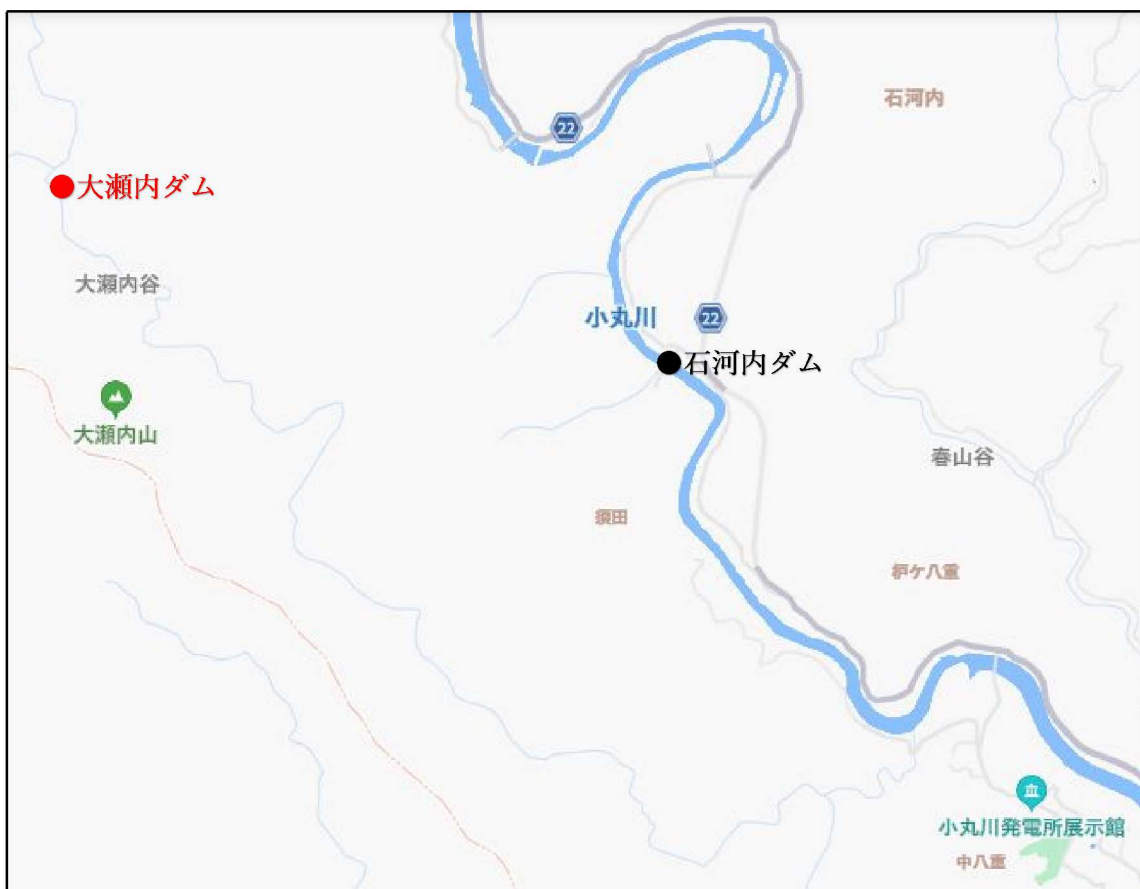 22
石河内
大瀬内ダム
大瀬内谷
小丸川
22
石河内ダム
大瀬内山
春山谷
須田
枦ケ八重
小丸川発電所展示館
中八重